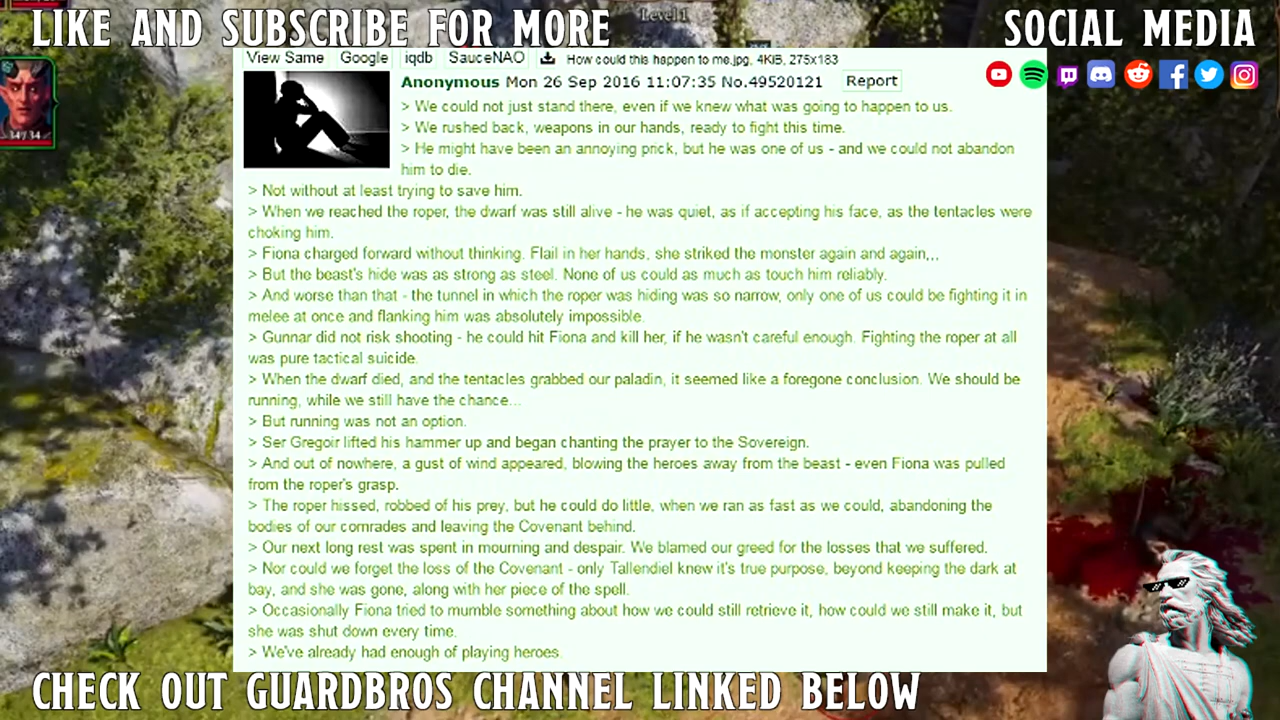 LIKE AND SUBSCRIBE FOR MORE
Level 1
SOCIAL MEDIA
View Same Google iqdb SauceNAO How could this happen to me.jpg, 4KiB, 275x183
Anonymous Mon 26 Sep 2016 11:07:35 No.49520121 Report
> We could not just stand there, even if we knew what was going to happen to us.
> We rushed back, weapons in our hands, ready to fight this time.
> He might have been an annoying prick, but he was one of us - and we could not abandon
him to die.
> Not without at least trying to save him.
> When we reached the roper, the dwarf was still alive - he was quiet, as if accepting his face, as the tentacles were
choking him.
> Fiona charged forward without thinking. Flail in her hands, she striked the monster again and again,,,
> But the beast's hide was as strong as steel. None of us could as much as touch him reliably.
> And worse than that - the tunnel in which the roper was hiding was so narrow, only one of us could be fighting it in
melee at once and flanking him was absolutely impossible.
> Gunnar did not risk shooting - he could hit Fiona and kill her, if he wasn't careful enough. Fighting the roper at all
was pure tactical suicide.
> When the dwarf died, and the tentacles grabbed our paladin, it seemed like a foregone conclusion. We should be
running, while we still have the chance...
> But running was not an option.
> Ser Gregoir lifted his hammer up and began chanting the prayer to the Sovereign.
> And out of nowhere, a gust of wind appeared, blowing the heroes away from the beast - even Fiona was pulled
from the roper's grasp.
> The roper hissed, robbed of his prey, but he could do little, when we ran as fast as we could, abandoning the
bodies of our comrades and leaving the Covenant behind.
> Our next long rest was spent in mourning and despair. We blamed our greed for the losses that we suffered.
> Nor could we forget the loss of the Covenant - only Tallendiel knew it's true purpose, beyond keeping the dark at
bay, and she was gone, along with her piece of the spell.
> Occasionally Fiona tried to mumble something about how we could still retrieve it, how could we still make it, but
she was shut down every time.
> We've already had enough of playing heroes.
34/34
CHECK OUT GUARDBROS CHANNEL LINKED BELOW